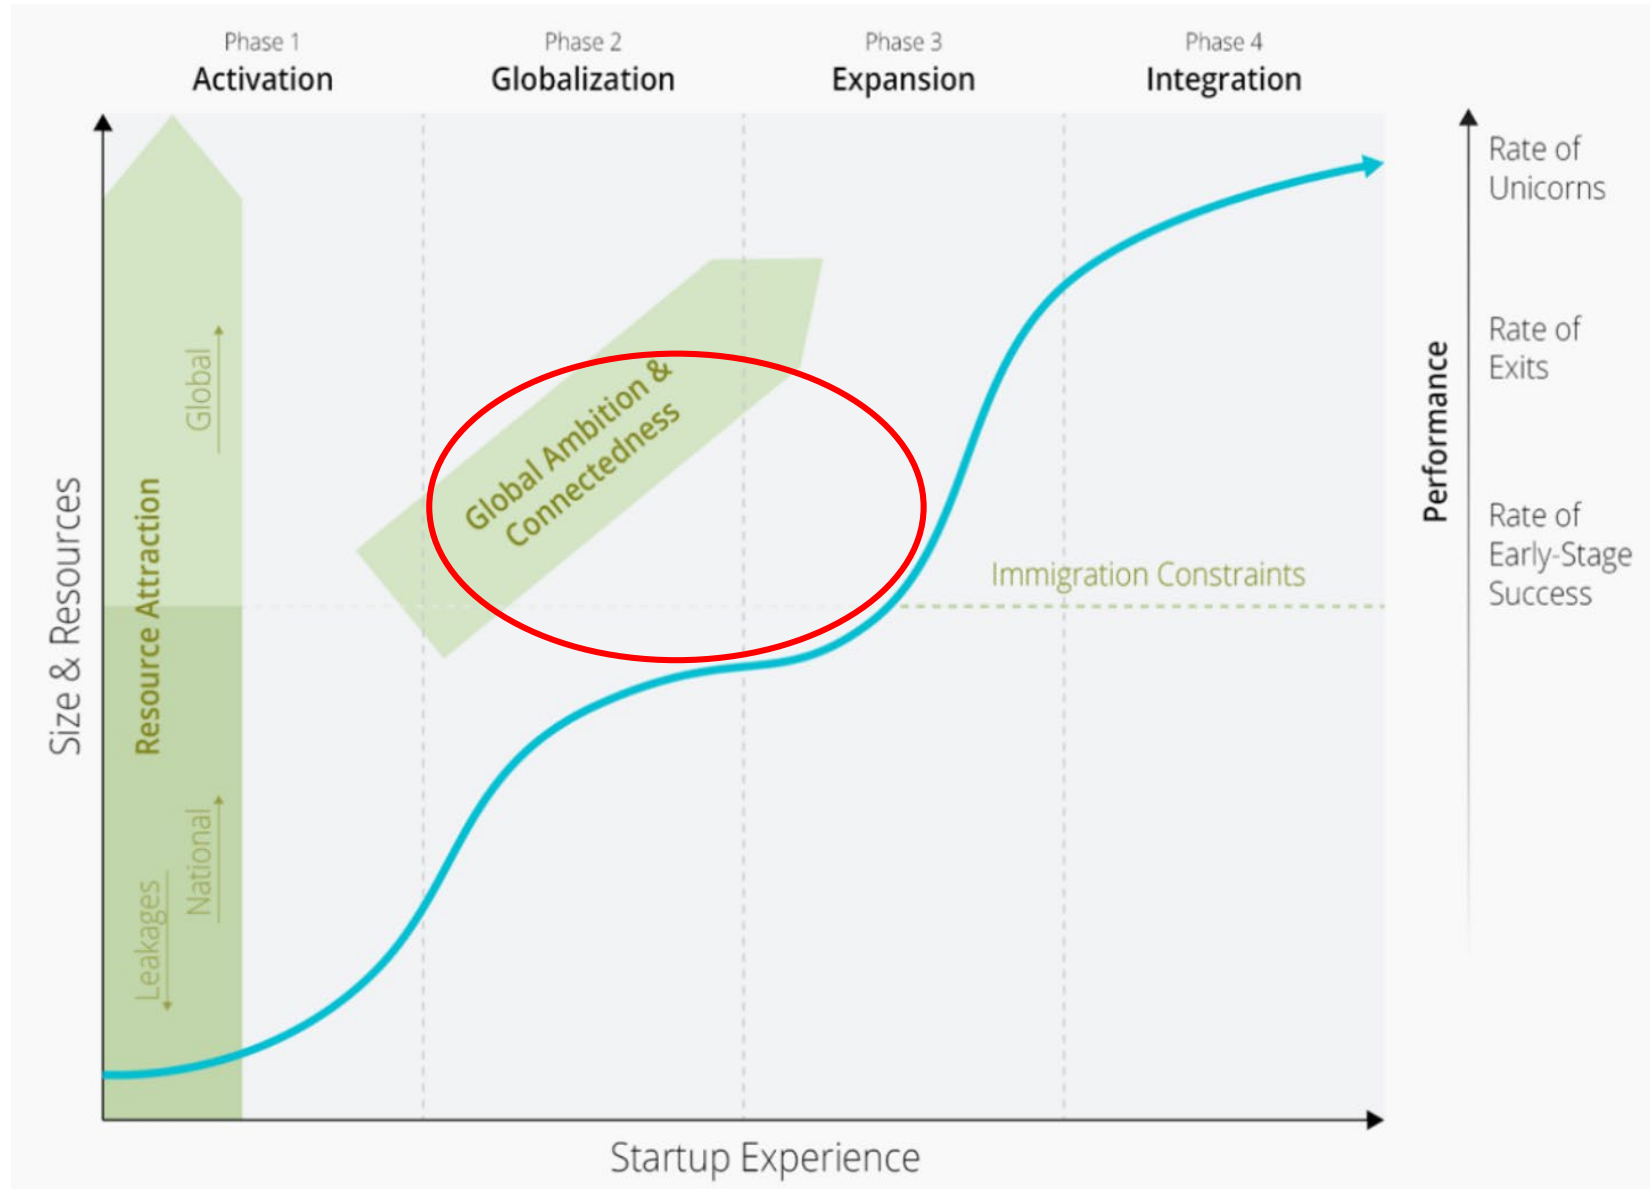 Phase 1
Activation
Phase 2
Globalization
Phase 3
Expansion
Phase 4
Integration
Size & Resources
Resource Attraction
Global
National
Leakages
Global Ambition &
Connectedness
Immigration Constraints
Startup Experience
Performance
Rate of
Unicorns
Rate of
Exits
Rate of
Early-Stage
Success